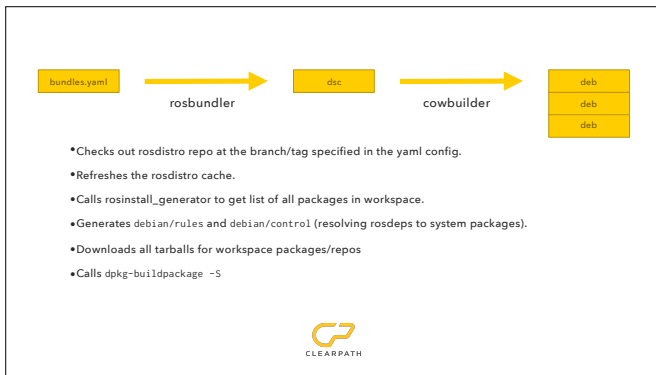 bundles.yaml
dsc
deb
rosbundler
cowbuilder
deb
deb
•Checks out rosdistro repo at the branch/tag specified in the yaml config.
•Refreshes the rosdistro cache.
•Calls rosinstall_generator to get list of all packages in workspace.
•Generates debian/rules and debian/control (resolving rosdeps to system packages).
•Downloads all tarballs for workspace packages/repos
•Calls dpkg-buildpackage -S
CLEARPATH